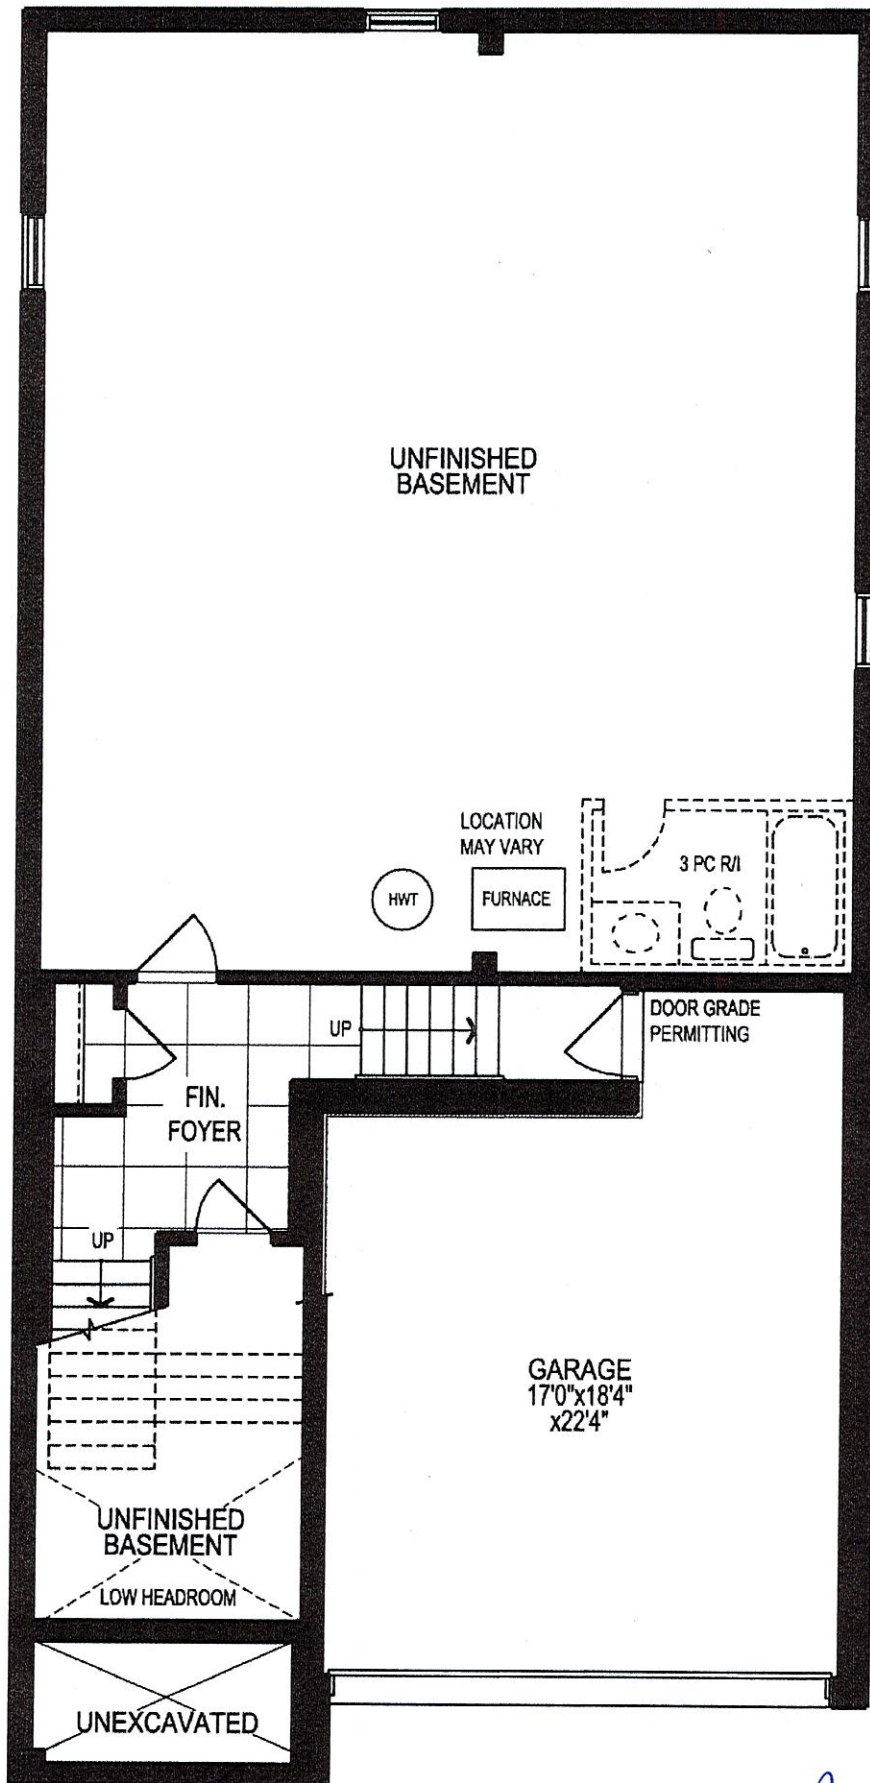 UNFINISHED
BASEMENT
LOCATION
MAY VARY
3 PC R/I
HWT
FURNACE
UP
DOOR GRADE
PERMITTING
FIN.
FOYER
UP
GARAGE
17'0"x18'4"
x22'4"
UNFINISHED
BASEMENT
LOW HEADROOM
UNEXCAVATED